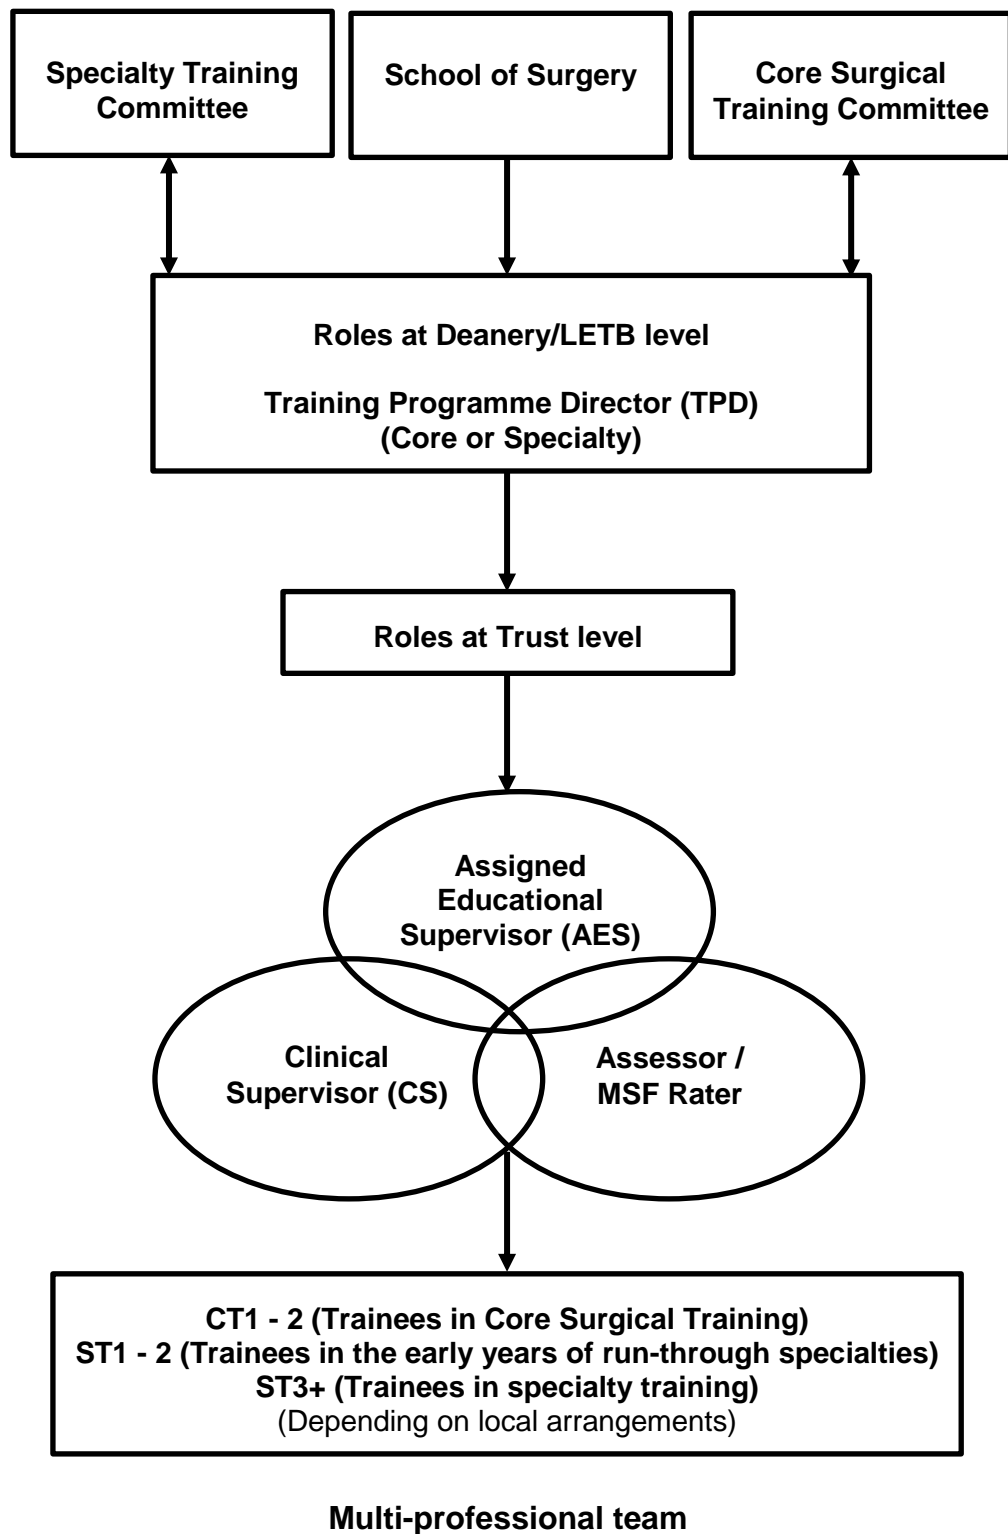 Specialty Training
Committee
School of Surgery
Core Surgical
Training Committee
Roles at Deanery/LETB level
Training Programme Director (TPD)
(Core or Specialty)
Roles at Trust level
Assigned
Educational
Supervisor (AES)
Clinical
Supervisor (CS)
Assessor /
MSF Rater
CT1 - 2 (Trainees in Core Surgical Training)
ST1 - 2 (Trainees in the early years of run-through specialties)
ST3+ (Trainees in specialty training)
(Depending on local arrangements)
Multi-professional team